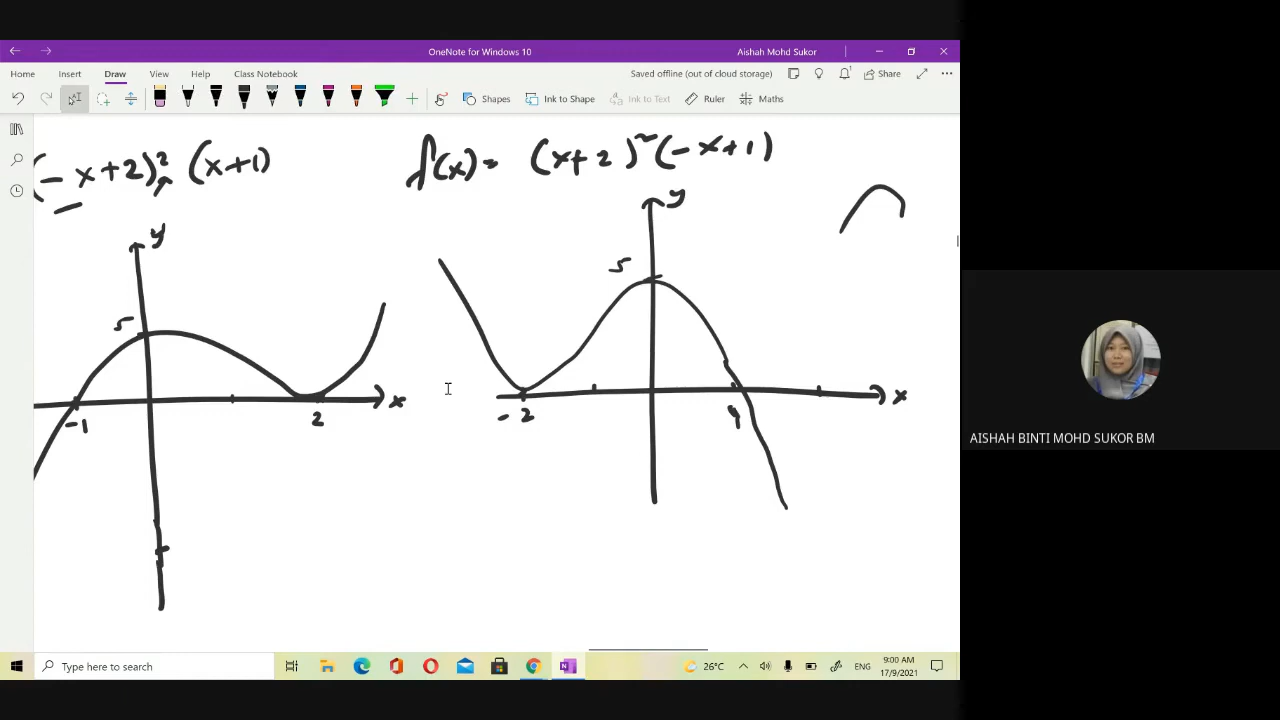 OneNote for Windows 10
Aishah Mohd Sukor
Home Insert Draw View Help Class Notebook
Saved offline (out of cloud storage) Share
Shapes Ink to Shape Ink to Text Ruler Maths
(-x+2)² (x+1)
f(x)= (x+2)²(-x+1)
y
5
-1
2
x
y
5
-2
x
AISHAH BINTI MOHD SUKOR BM
Type here to search
26°C
ENG
9:00 AM
17/9/2021